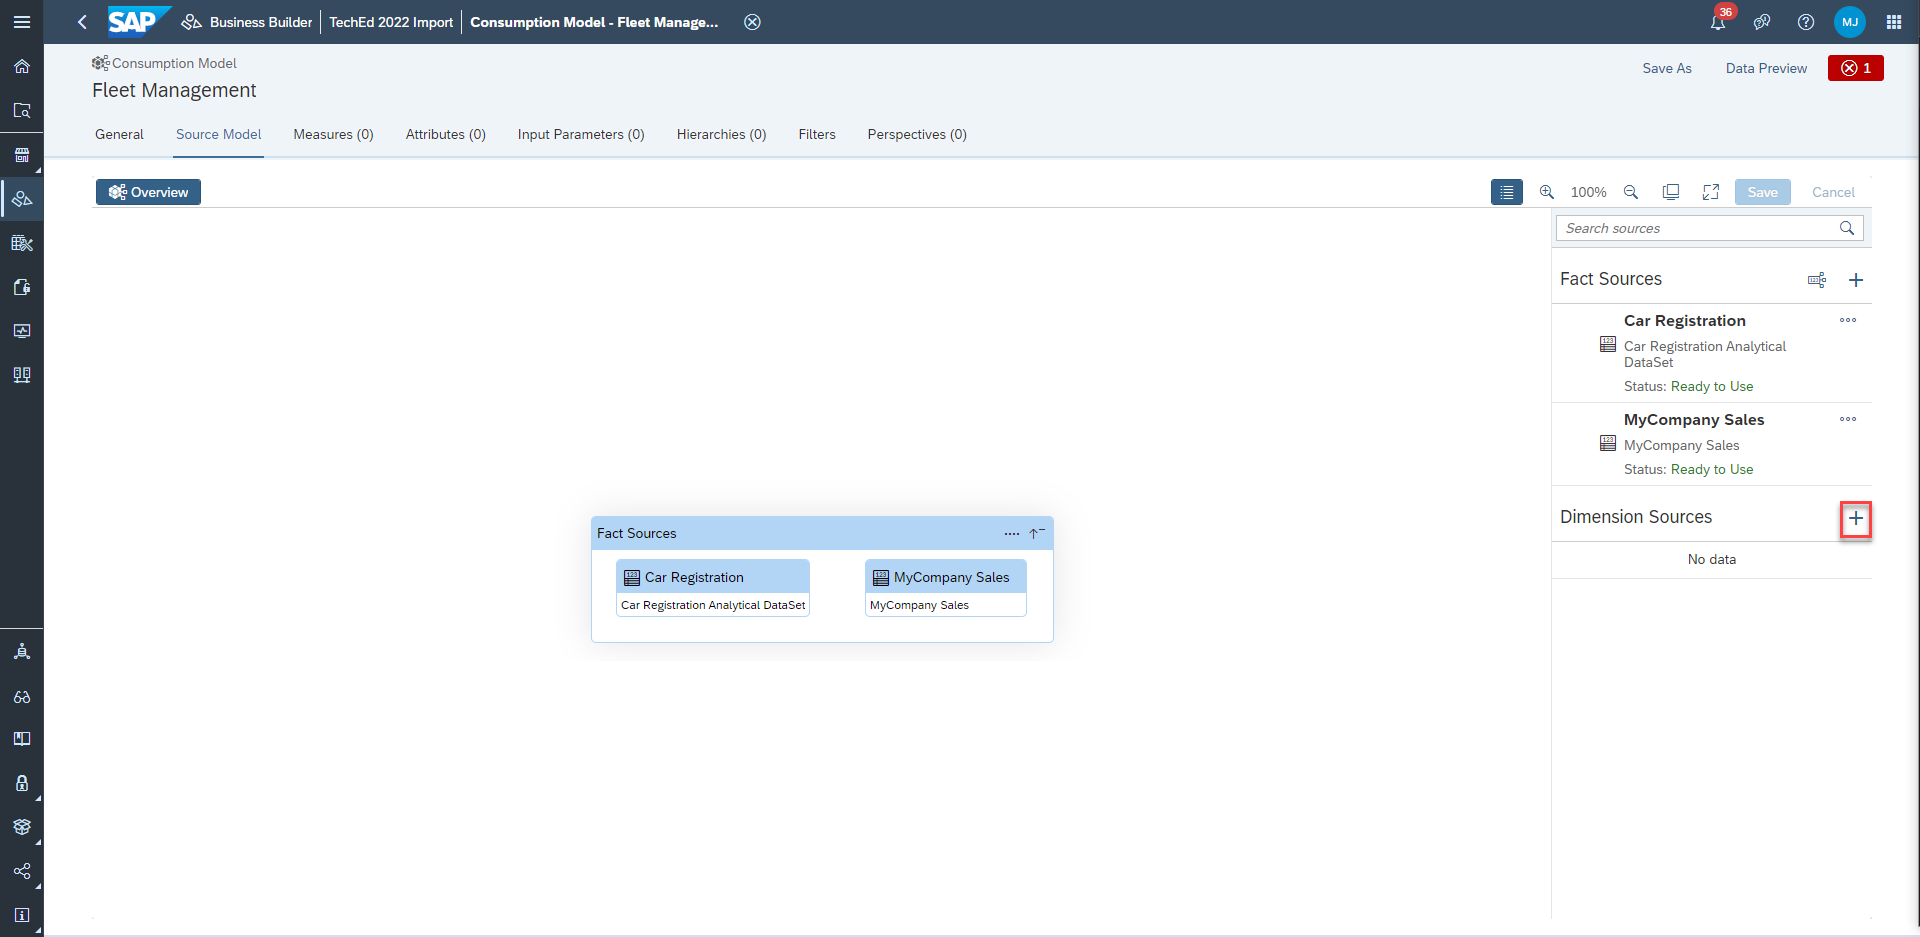 SAP Business Builder TechEd 2022 Import Consumption Model - Fleet Manage... 36 MJ
Consumption Model
Fleet Management
Save As Data Preview 1
General Source Model Measures (0) Attributes (0) Input Parameters (0) Hierarchies (0) Filters Perspectives (0)
Overview 100% Save Cancel
Search sources
Fact Sources
Car Registration
Car Registration Analytical
DataSet
Status: Ready to Use
MyCompany Sales
MyCompany Sales
Status: Ready to Use
Dimension Sources
No data
Fact Sources
123 Car Registration
Car Registration Analytical DataSet
123 MyCompany Sales
MyCompany Sales